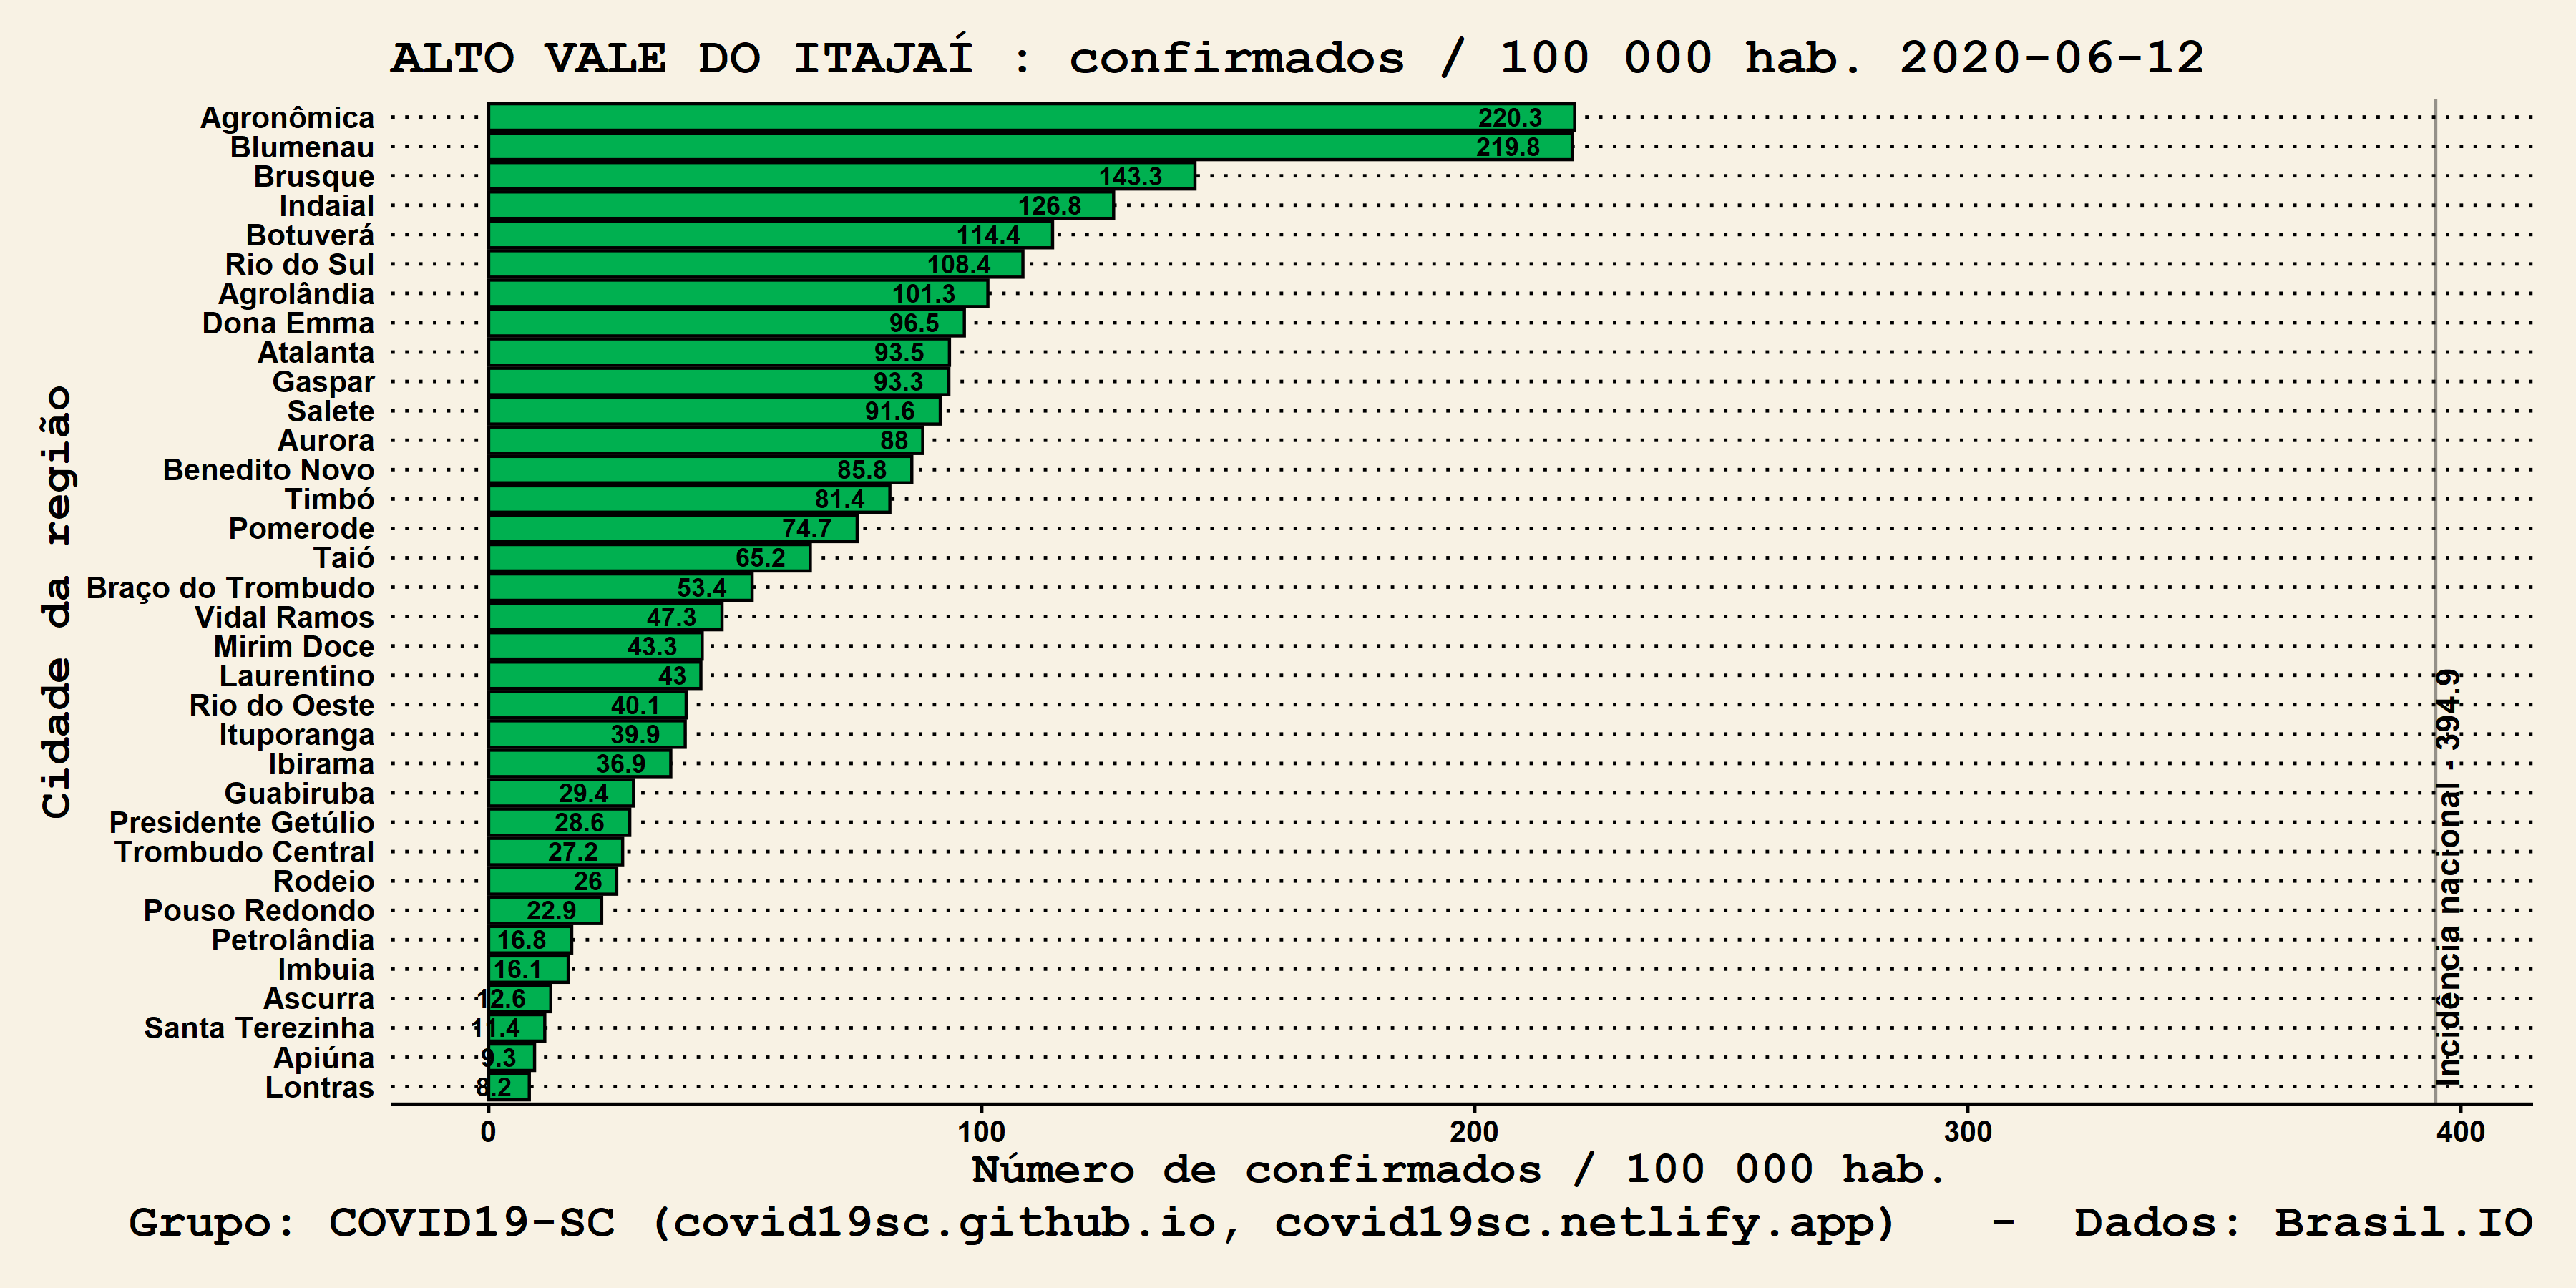 ALTO VALE DO ITAJAÍ : confirmados / 100 000 hab. 2020-06-12
Cidade da região
Agronômica 220.3
Blumenau 219.8
Brusque 143.3
Indaial 126.8
Botuverá 114.4
Rio do Sul 108.4
Agrolândia 101.3
Dona Emma 96.5
Atalanta 93.5
Gaspar 93.3
Salete 91.6
Aurora 88
Benedito Novo 85.8
Timbó 81.4
Pomerode 74.7
Taió 65.2
Braço do Trombudo 53.4
Vidal Ramos 47.3
Mirim Doce 43.3
Laurentino 43
Rio do Oeste 40.1
Ituporanga 39.9
Ibirama 36.9
Guabiruba 29.4
Presidente Getúlio 28.6
Trombudo Central 27.2
Rodeio 26
Pouso Redondo 22.9
Petrolândia 16.8
Imbuia 16.1
Ascurra 12.6
Santa Terezinha 11.4
Apiúna 9.3
Lontras 8.2
Incidência nacional - 394.9
0 100 200 300 400
Número de confirmados / 100 000 hab.
Grupo: COVID19-SC (covid19sc.github.io, covid19sc.netlify.app) - Dados: Brasil.IO